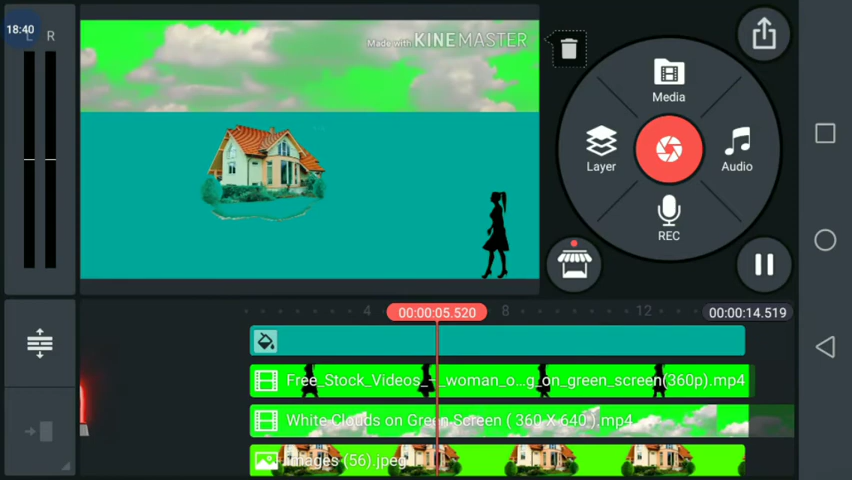 18:40
L R
Made with KINEMASTER
Media
Layer
Audio
REC
4
00:00:05.520
8
12
00:00:14.519
Free_Stock_Videos_–_woman_o...g_on_green_screen(360p).mp4
White Clouds on Green Screen ( 360 X 640 ).mp4
images (56).jpeg